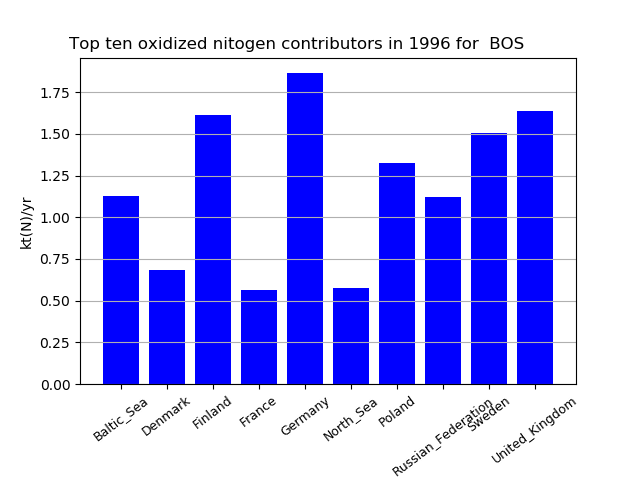 Top ten oxidized nitogen contributors in 1996 for  BOS
kt(N)/yr
1.75
1.50
1.25
1.00
0.75
0.50
0.25
0.00
Baltic_Sea
Denmark
Finland
France
Germany
North_Sea
Poland
Russian_Federation
Sweden
United_Kingdom